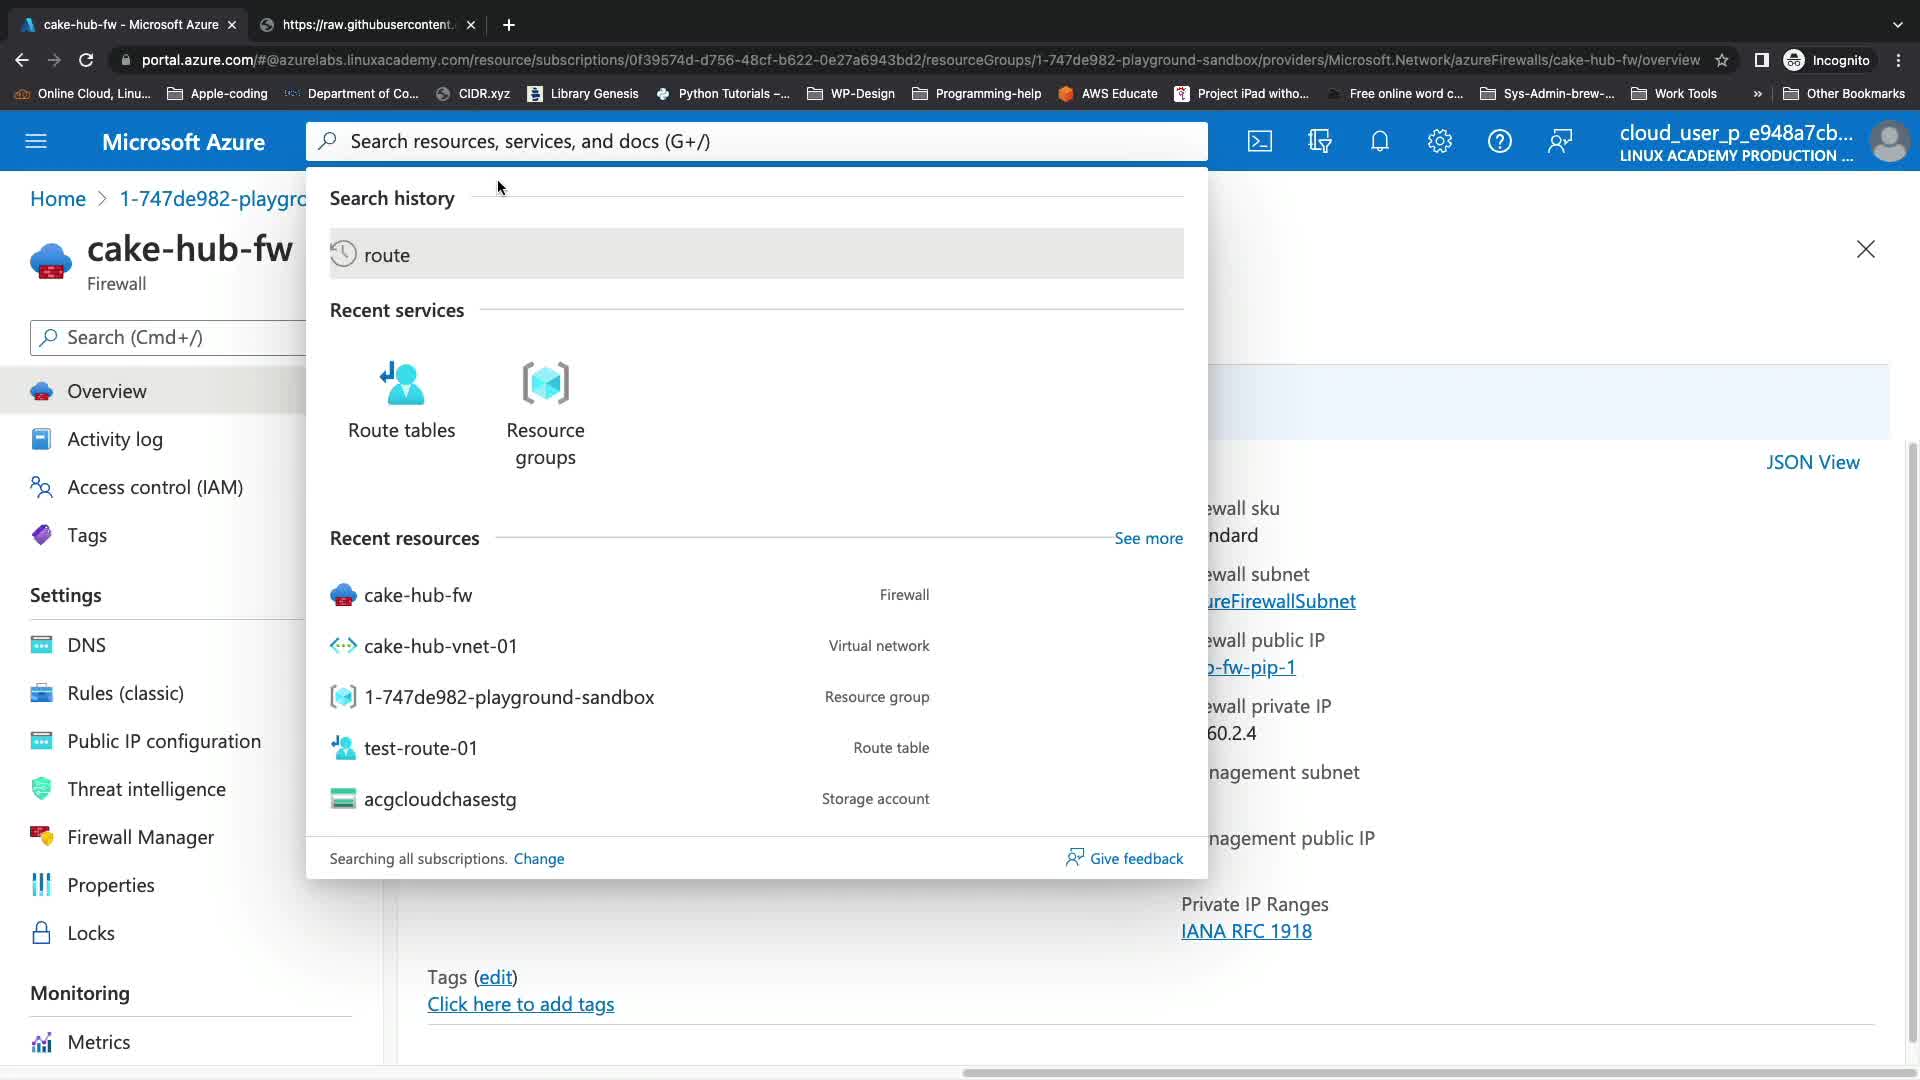 cake-hub-fw - Microsoft Azure
https://raw.githubusercontent.
portal.azure.com/#@azurelabs.linuxacademy.com/resource/subscriptions/0f39574d-d756-48cf-b622-0e27a6943bd2/resourceGroups/1-747de982-playground-sandbox/providers/Microsoft.Network/azureFirewalls/cake-hub-fw/overview
Incognito
Online Cloud, Linu...
Apple-coding
Department of Co...
CIDR.xyz
Library Genesis
Python Tutorials –...
WP-Design
Programming-help
AWS Educate
Project iPad witho...
Free online word c...
Sys-Admin-brew-...
Work Tools
»
Other Bookmarks
Microsoft Azure
Search resources, services, and docs (G+/)
cloud_user_p_e948a7cb...
LINUX ACADEMY PRODUCTION ...
Home > 1-747de982-playgro
cake-hub-fw
Firewall
Search (Cmd+/)
Overview
Activity log
Access control (IAM)
Tags
Settings
DNS
Rules (classic)
Public IP configuration
Threat intelligence
Firewall Manager
Properties
Locks
Monitoring
Metrics
Search history
route
Recent services
Route tables
Resource
groups
Recent resources
See more
cake-hub-fw Firewall
cake-hub-vnet-01 Virtual network
1-747de982-playground-sandbox Resource group
test-route-01 Route table
acgcloudchasestg Storage account
Searching all subscriptions. Change
Give feedback
JSON View
ewall sku
ndard
ewall subnet
ureFirewallSubnet
ewall public IP
b-fw-pip-1
ewall private IP
60.2.4
nagement subnet
nagement public IP
Private IP Ranges
IANA RFC 1918
Tags (edit)
Click here to add tags